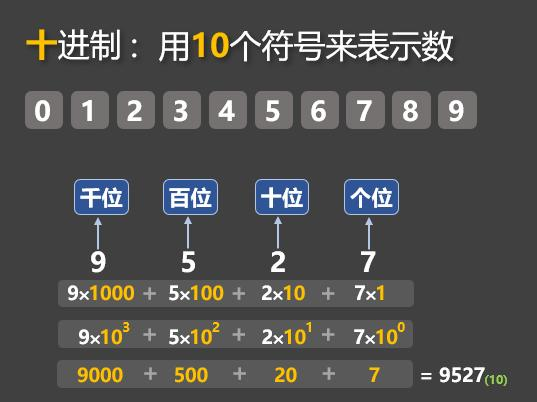 十进制：用10个符号来表示数
0 1 2 3 4 5 6 7 8 9
千位 百位 十位 个位
9 5 2 7
9×1000 + 5×100 + 2×10 + 7×1
9×10³ + 5×10² + 2×10¹ + 7×10⁰
9000 + 500 + 20 + 7 = 9527(10)